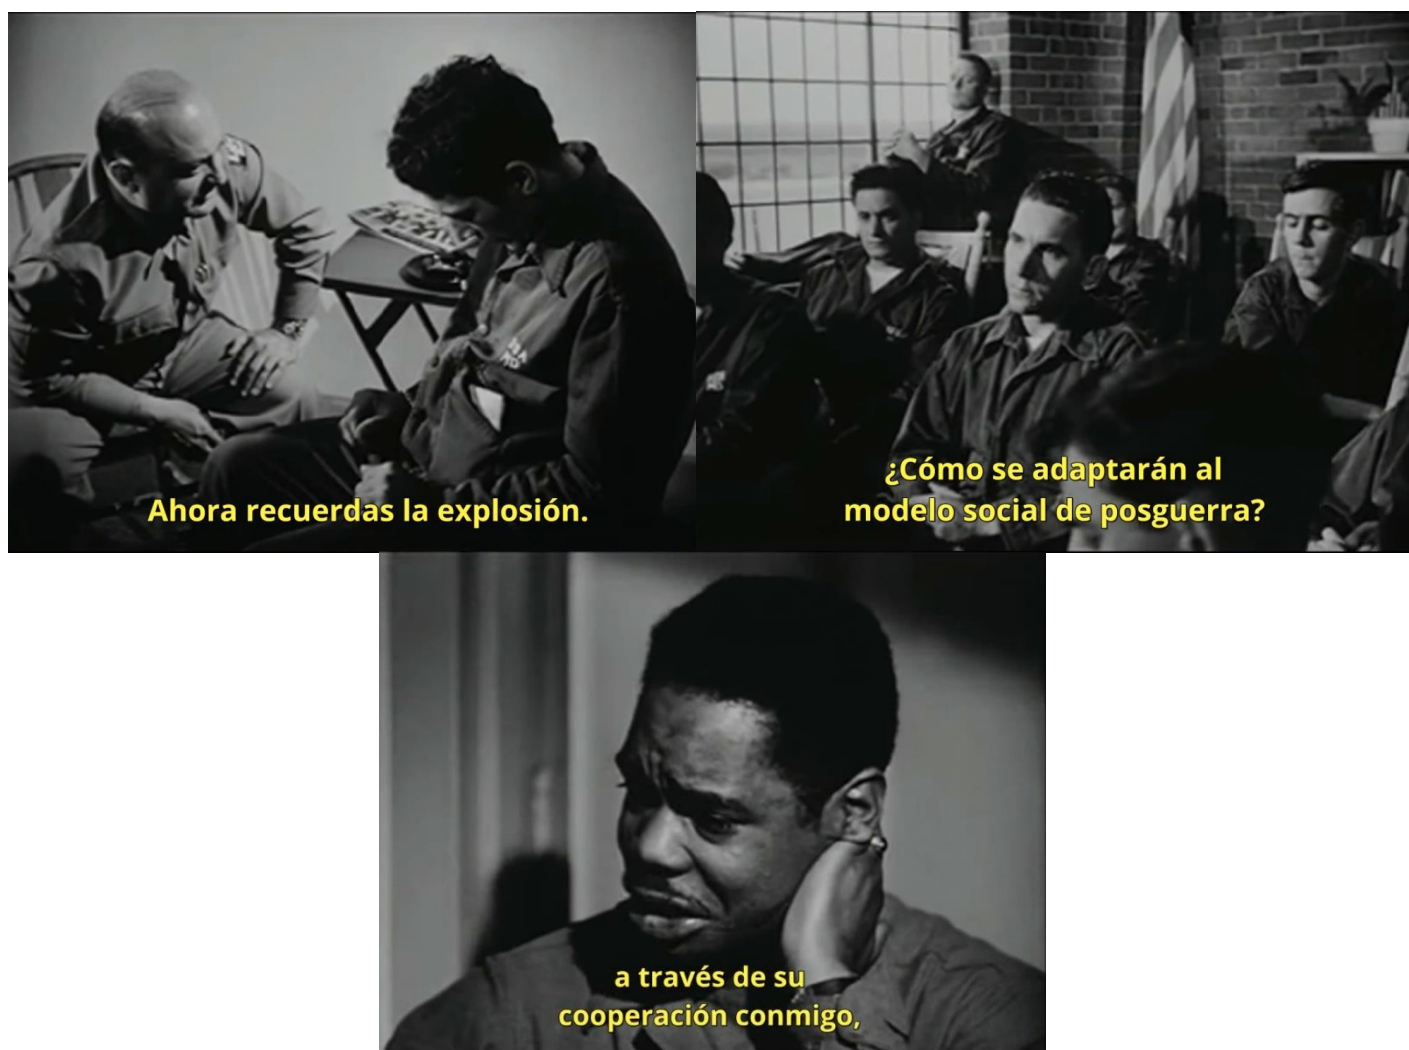 Ahora recuerdas la explosión.
¿Cómo se adaptarán al
modelo social de posguerra?
a través de su
cooperación conmigo,